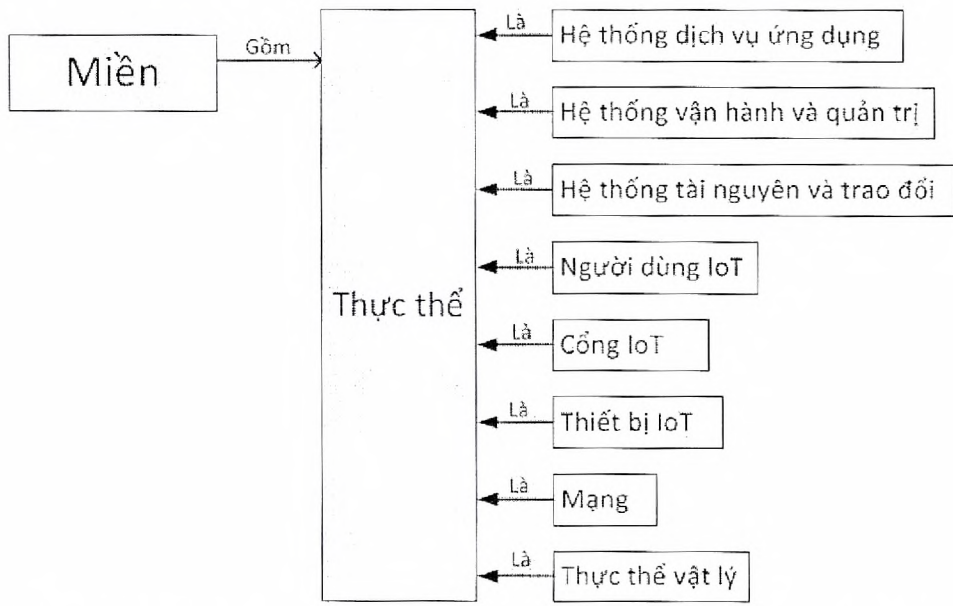 Miền
Gồm
Thực thể
Là
Hệ thống dịch vụ ứng dụng
Là
Hệ thống vận hành và quản trị
Là
Hệ thống tài nguyên và trao đổi
Là
Người dùng IoT
Là
Cổng IoT
Là
Thiết bị IoT
Là
Mạng
Là
Thực thể vật lý